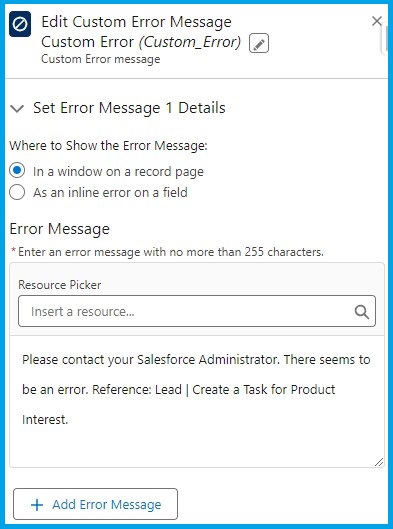 Edit Custom Error Message
Custom Error (Custom_Error)
Custom Error message
Set Error Message 1 Details
Where to Show the Error Message:
In a window on a record page
As an inline error on a field
Error Message
*Enter an error message with no more than 255 characters.
Resource Picker
Insert a resource...
Please contact your Salesforce Administrator. There seems to
be an error. Reference: Lead | Create a Task for Product
Interest.
+ Add Error Message